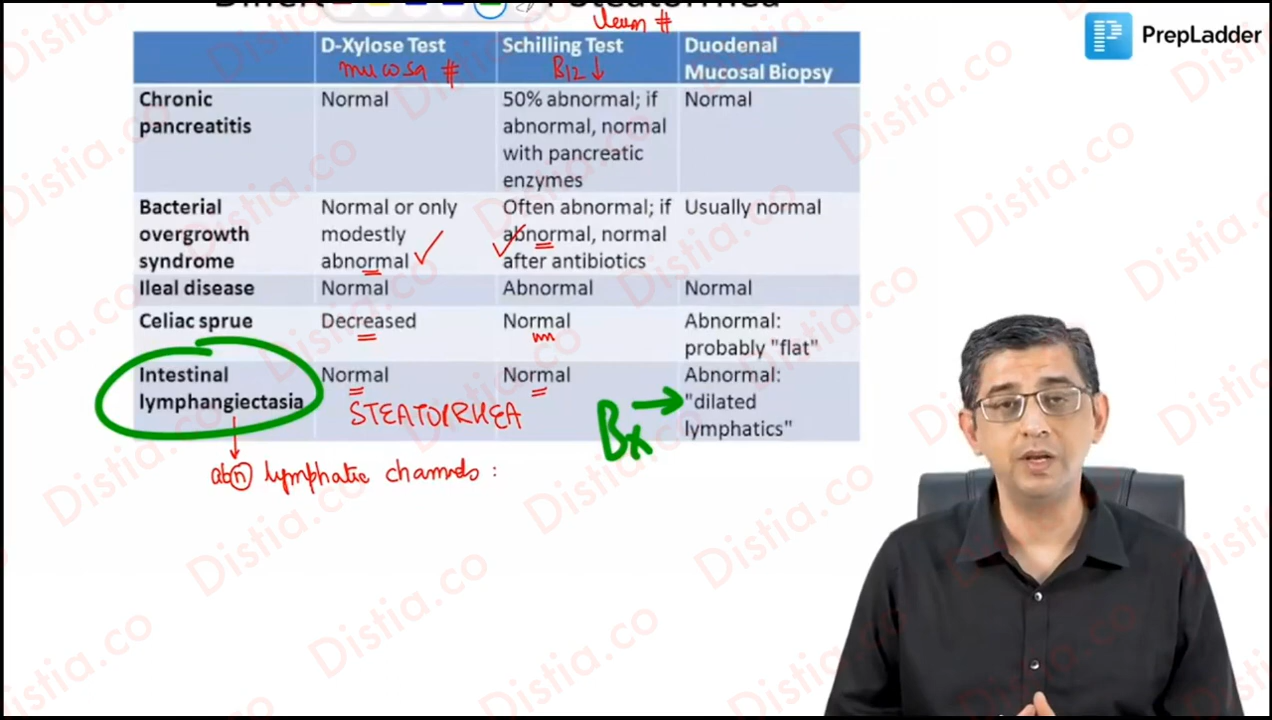 Steatorrhea
Ileum #
PrepLadder
D-Xylose Test
mucosa #
Schilling Test
B12 ↓
Duodenal
Mucosal Biopsy
Chronic
pancreatitis
Normal
50% abnormal; if
abnormal, normal
with pancreatic
enzymes
Normal
Bacterial
overgrowth
syndrome
Normal or only
modestly
abnormal ✓
Often abnormal; if
✓ abnormal, normal
after antibiotics
Usually normal
Ileal disease
Normal
Abnormal
Normal
Celiac sprue
Decreased
Normal
Abnormal:
probably "flat"
Intestinal
lymphangiectasia
Normal
STEATORRHEA
Normal
Bx →
Abnormal:
"dilated
lymphatics"
abn lymphatic channels :
Distia.co